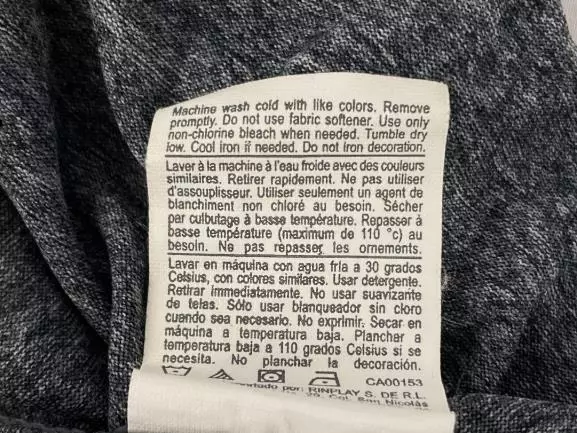 Machine wash cold with like colors. Remove
promptly. Do not use fabric softener. Use only
non-chlorine bleach when needed. Tumble dry
low. Cool iron if needed. Do not iron decoration.
Laver à la machine à l'eau froide avec des couleurs
similaires. Retirer rapidement. Ne pas utiliser
d'assouplisseur. Utiliser seulement un agent de
blanchiment non chloré au besoin. Sécher
par culbutage à basse température. Repasser à
basse température (maximum de 110 °c) au
besoin. Ne pas repasser les ornements.
Lavar en máquina con agua fría a 30 grados
Celsius, con colores similares. Usar detergente.
Retirar immediatamente. No usar suavizante
de telas. Sólo usar blanqueador sin cloro
cuando sea necesario. No exprimir. Secar en
máquina a temperatura baja. Planchar a
temperatura baja a 110 grados Celsius si se
necesita. No planchar la decoración.
CA00153
por: RINPLAY S. DE R.L.
Col. San Nicolás